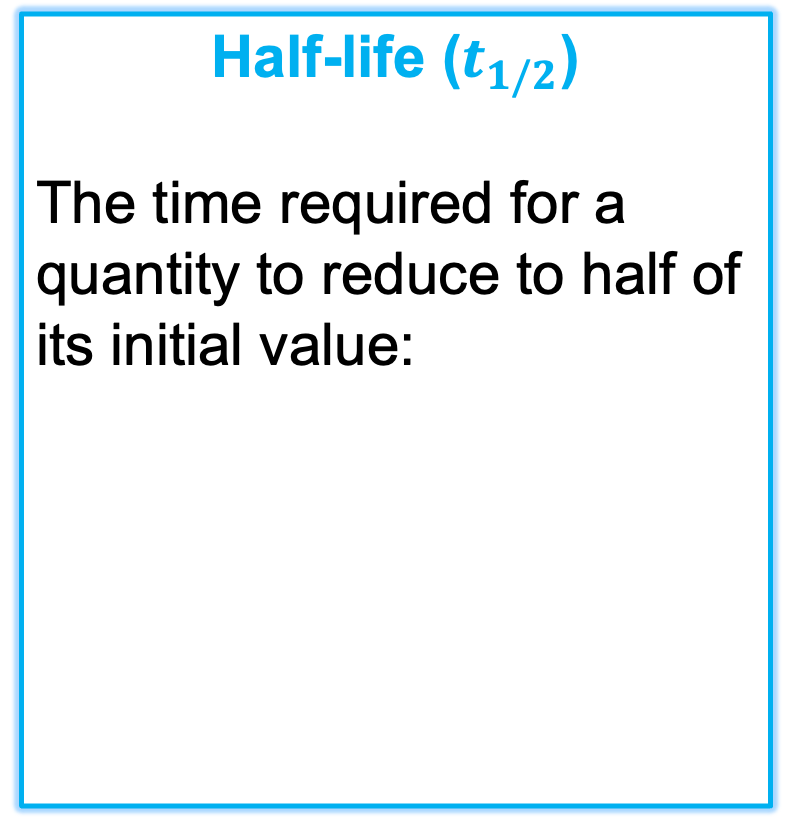 Half-life (𝒕₁/₂)
The time required for a
quantity to reduce to half of
its initial value: